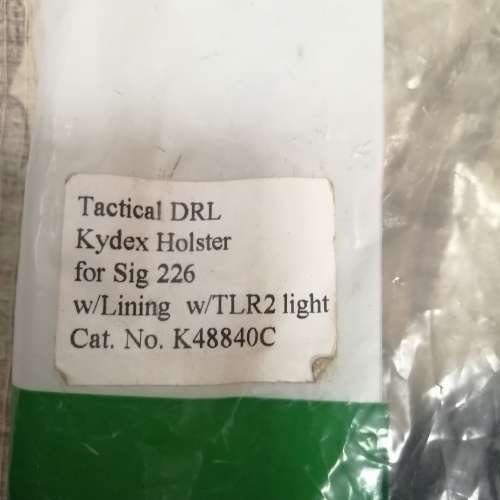 Tactical DRL
Kydex Holster
for Sig 226
w/Lining w/TLR2 light
Cat. No. K48840C